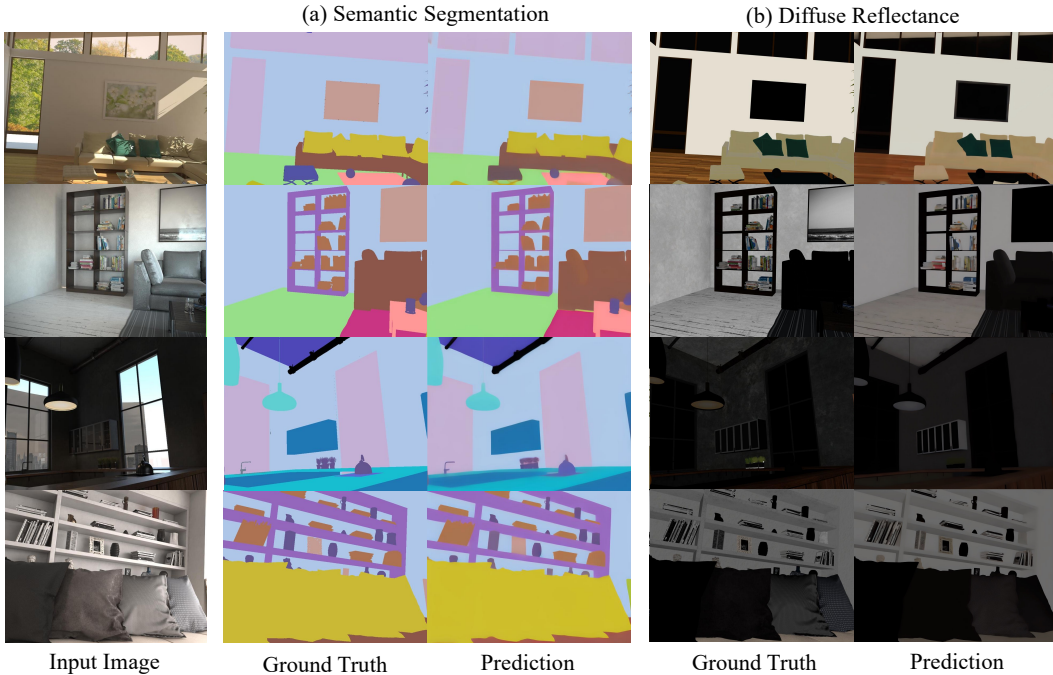 (a) Semantic Segmentation
(b) Diffuse Reflectance
Input Image
Ground Truth
Prediction
Ground Truth
Prediction